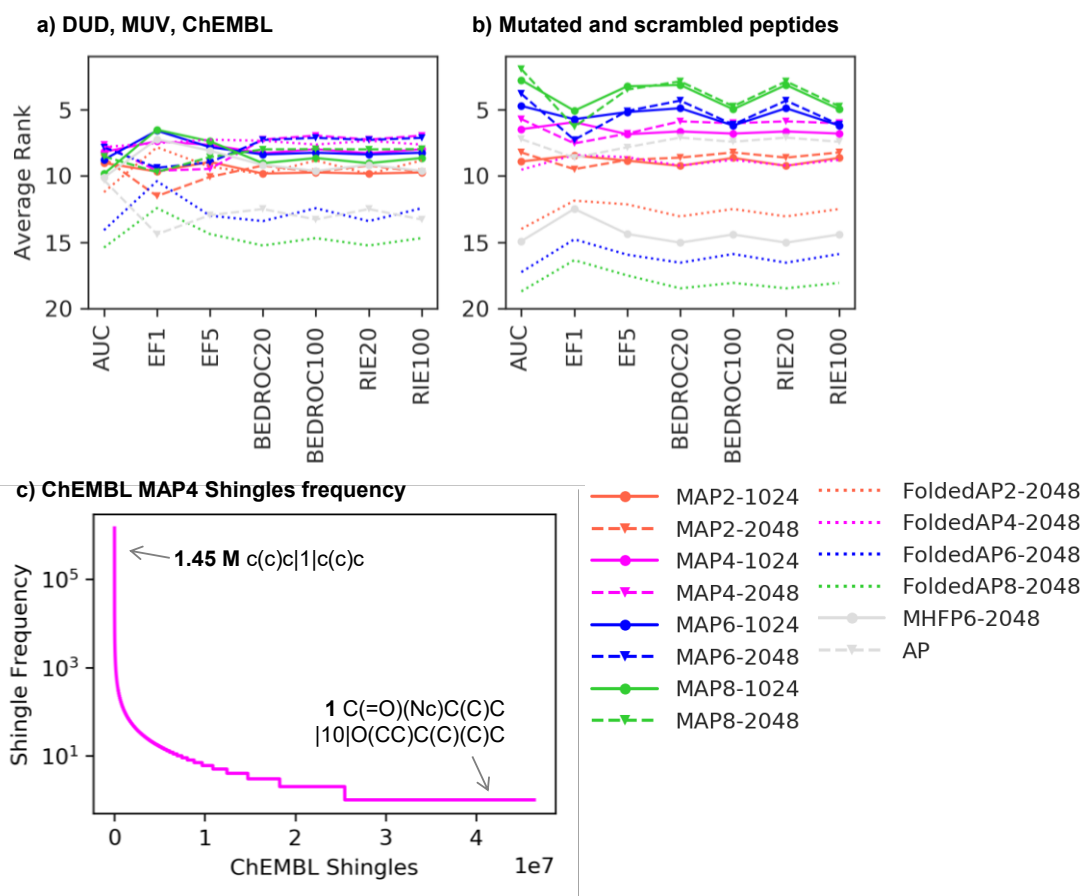 a) DUD, MUV, ChEMBL
b) Mutated and scrambled peptides
Average Rank
5
10
15
20
AUC
EF1
EF5
BEDROC20
BEDROC100
RIE20
RIE100
5
10
15
20
AUC
EF1
EF5
BEDROC20
BEDROC100
RIE20
RIE100
c) ChEMBL MAP4 Shingles frequency
Shingle Frequency
10^5
10^3
10^1
1.45 M c(c)c|1|c(c)c
1 C(=O)(Nc)C(C)C
|10|O(CC)C(C)(C)C
0
1
2
3
4
1e7
ChEMBL Shingles
MAP2-1024
MAP2-2048
MAP4-1024
MAP4-2048
MAP6-1024
MAP6-2048
MAP8-1024
MAP8-2048
FoldedAP2-2048
FoldedAP4-2048
FoldedAP6-2048
FoldedAP8-2048
MHFP6-2048
AP